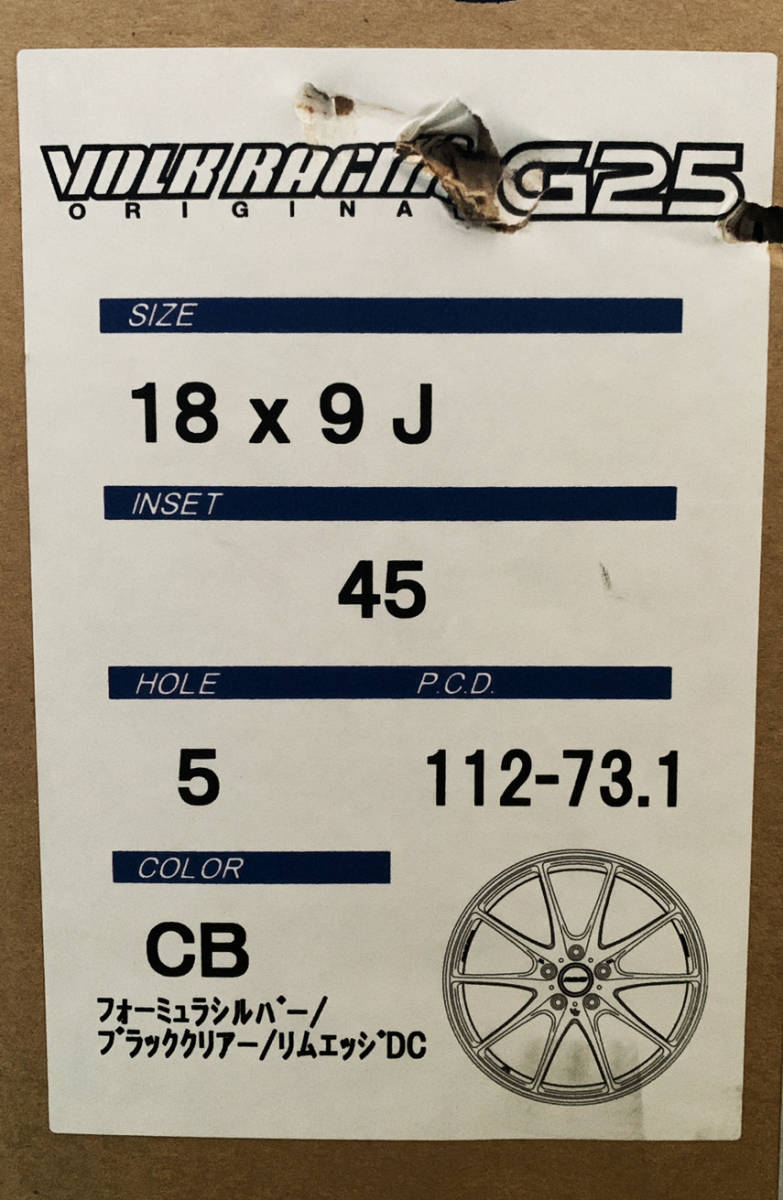 VOLK RACING G25
ORIGINAL
SIZE
18 x 9 J
INSET
45
HOLE P.C.D.
5 112-73.1
COLOR
CB
フォーミュラシルバー/
ブラッククリアー/リムエッジDC